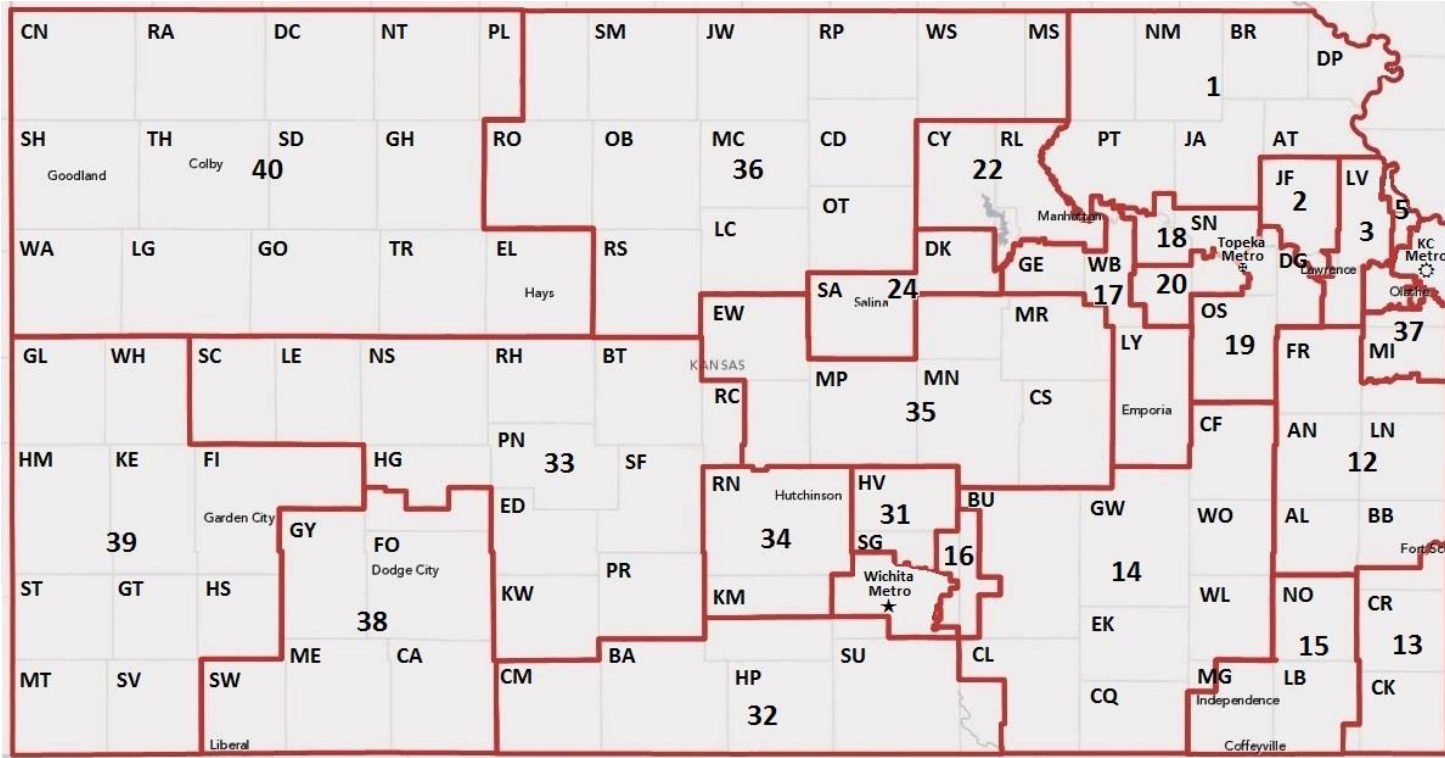 CN RA DC NT PL SM JW RP WS MS NM BR
DP
1
SH TH SD GH RO OB MC CD CY RL PT JA AT
Goodland Colby 40 36 22
JF LV
2
OT Manhattan 5
LC 18 SN 3
WA LG GO TR EL RS DK GE WB Topeka Metro DG Lawrence KC Metro
Hays SA 24 17 20 Olathe
Salina
EW MR OS 37
GL WH SC LE NS RH BT KANSAS LY 19 FR MI
MP MN
RC 35 CS
Emporia
CF AN LN
PN 12
HM KE FI HG 33 SF
RN Hutchinson HV
ED BU GW WO AL BB
Garden City 31
GY 34 SG
39 FO 16 Fort Sc
Dodge City
PR Wichita Metro 14
ST GT HS KW KM WL NO CR
38 EK 15 13
ME CA BA SU CL
MT SV SW CM HP MG LB CK
Independence
CQ
32
Liberal Coffeyville